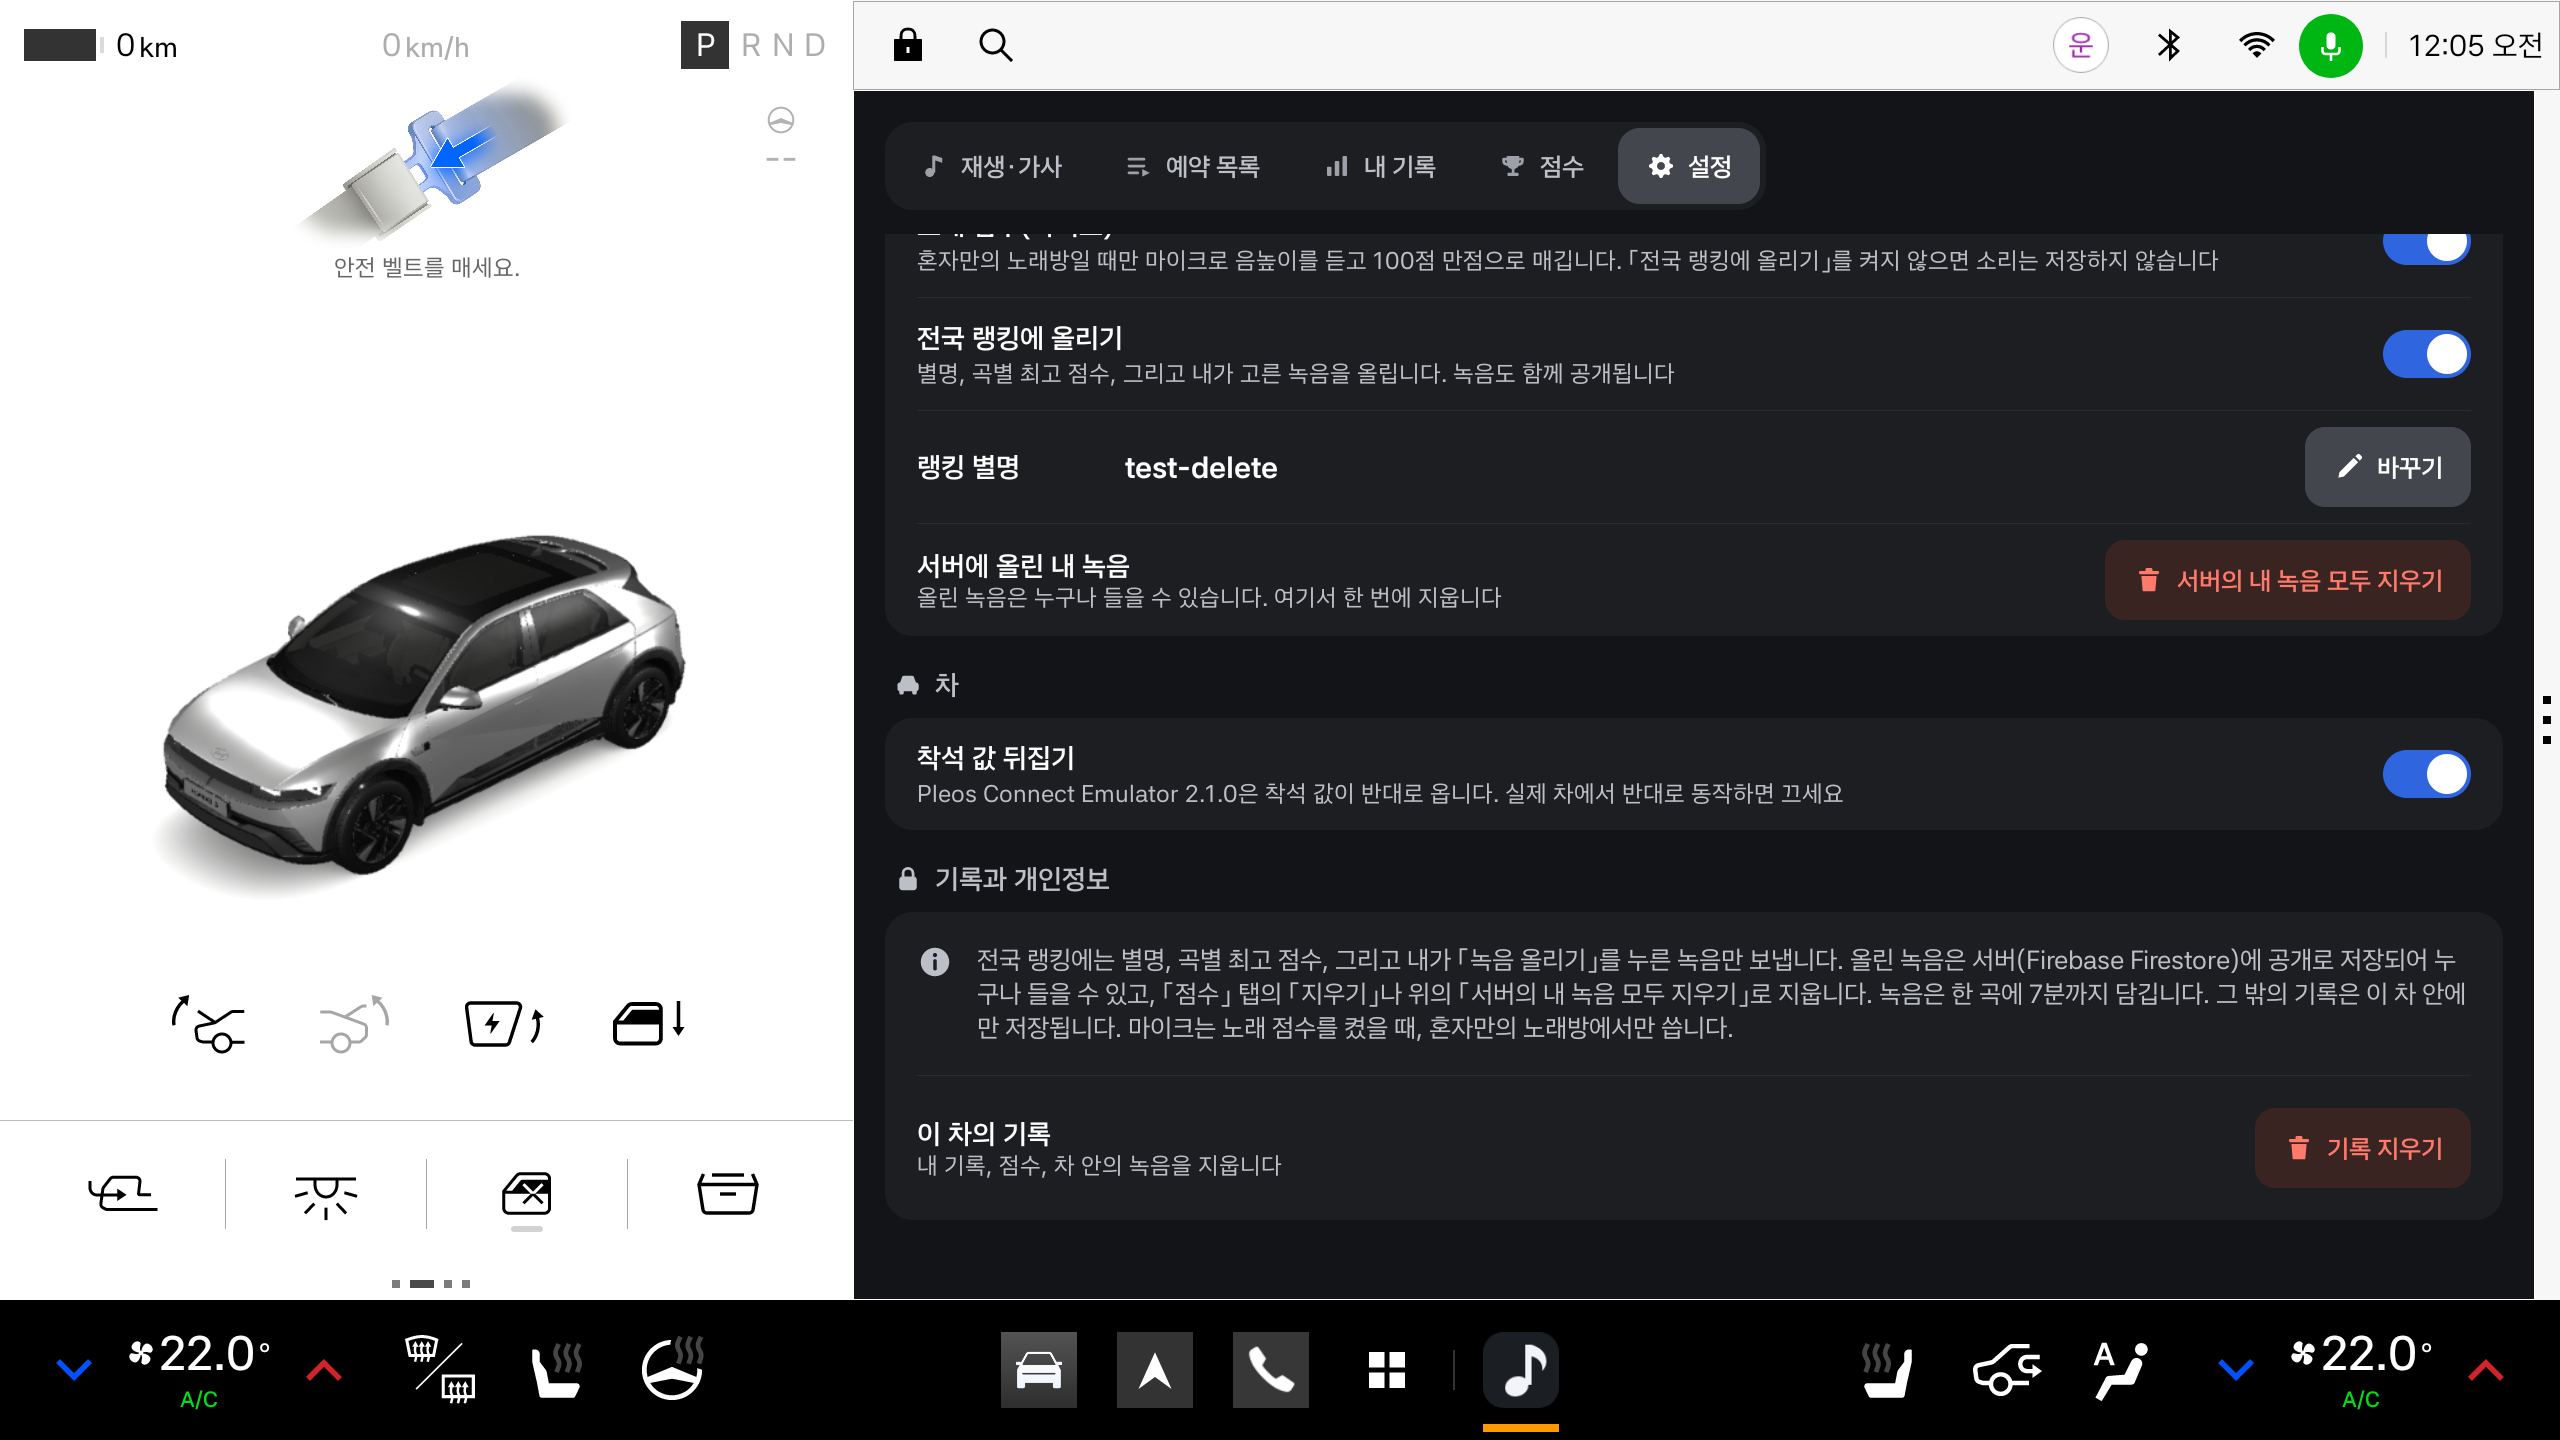 0 km
0 km/h
P R N D
안전 벨트를 매세요.
운
12:05 오전
재생·가사
예약 목록
내 기록
점수
설정
혼자만의 노래방일 때만 마이크로 음높이를 듣고 100점 만점으로 매깁니다. 「전국 랭킹에 올리기」를 켜지 않으면 소리는 저장하지 않습니다
전국 랭킹에 올리기
별명, 곡별 최고 점수, 그리고 내가 고른 녹음을 올립니다. 녹음도 함께 공개됩니다
랭킹 별명
test-delete
바꾸기
서버에 올린 내 녹음
올린 녹음은 누구나 들을 수 있습니다. 여기서 한 번에 지웁니다
서버의 내 녹음 모두 지우기
차
착석 값 뒤집기
Pleos Connect Emulator 2.1.0은 착석 값이 반대로 옵니다. 실제 차에서 반대로 동작하면 끄세요
기록과 개인정보
전국 랭킹에는 별명, 곡별 최고 점수, 그리고 내가 「녹음 올리기」를 누른 녹음만 보냅니다. 올린 녹음은 서버(Firebase Firestore)에 공개로 저장되어 누
구나 들을 수 있고, 「점수」 탭의 「지우기」나 위의 「서버의 내 녹음 모두 지우기」로 지웁니다. 녹음은 한 곡에 7분까지 담깁니다. 그 밖의 기록은 이 차 안에
만 저장됩니다. 마이크는 노래 점수를 켰을 때, 혼자만의 노래방에서만 씁니다.
이 차의 기록
내 기록, 점수, 차 안의 녹음을 지웁니다
기록 지우기
22.0°
A/C
A
22.0°
A/C